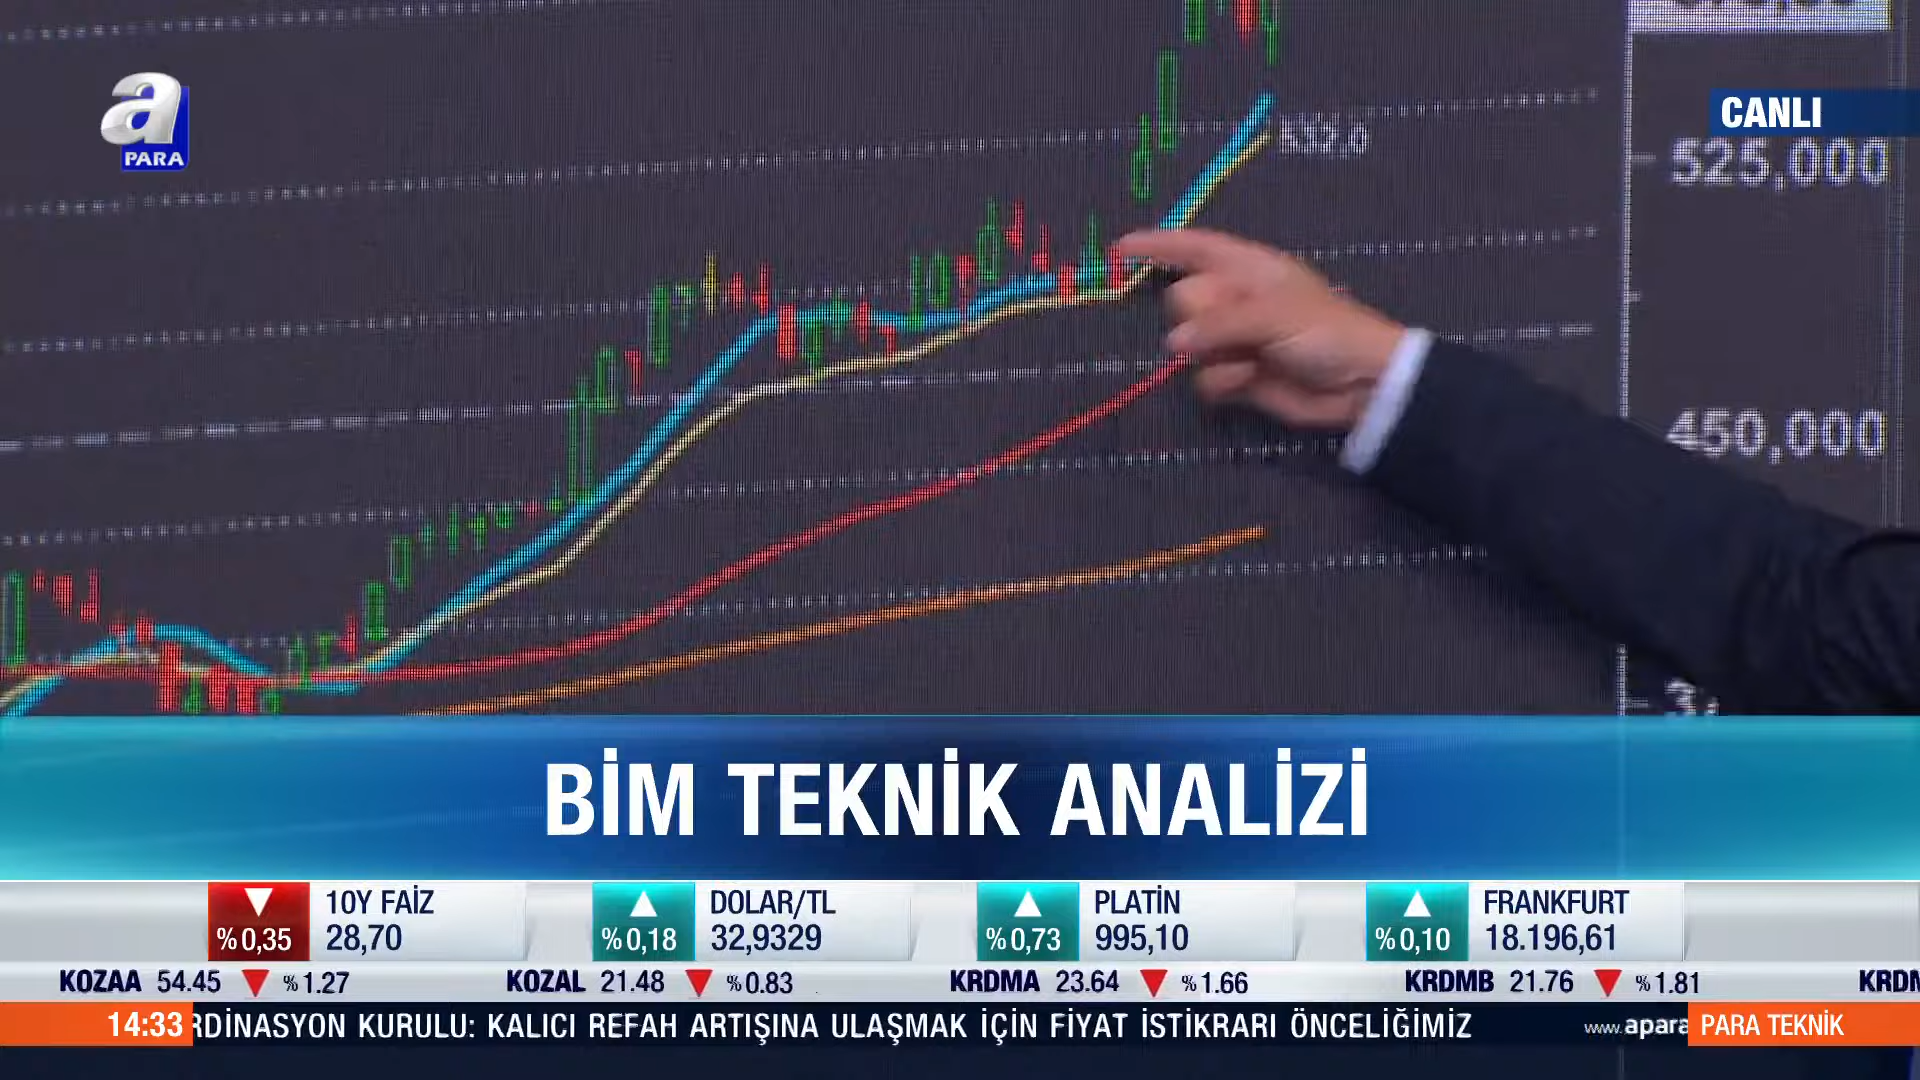 a
PARA
CANLI
532,0
525,000
450,000
BİM TEKNİK ANALİZİ
%0,35 10Y FAİZ 28,70
%0,18 DOLAR/TL 32,9329
%0,73 PLATİN 995,10
%0,10 FRANKFURT 18.196,61
KOZAA 54.45 %1.27 KOZAL 21.48 %0.83 KRDMA 23.64 %1.66 KRDMB 21.76 %1.81
14:33 RDİNASYON KURULU: KALICI REFAH ARTIŞINA ULAŞMAK İÇİN FİYAT İSTİKRARI ÖNCELİĞİMİZ www.apara PARA TEKNİK